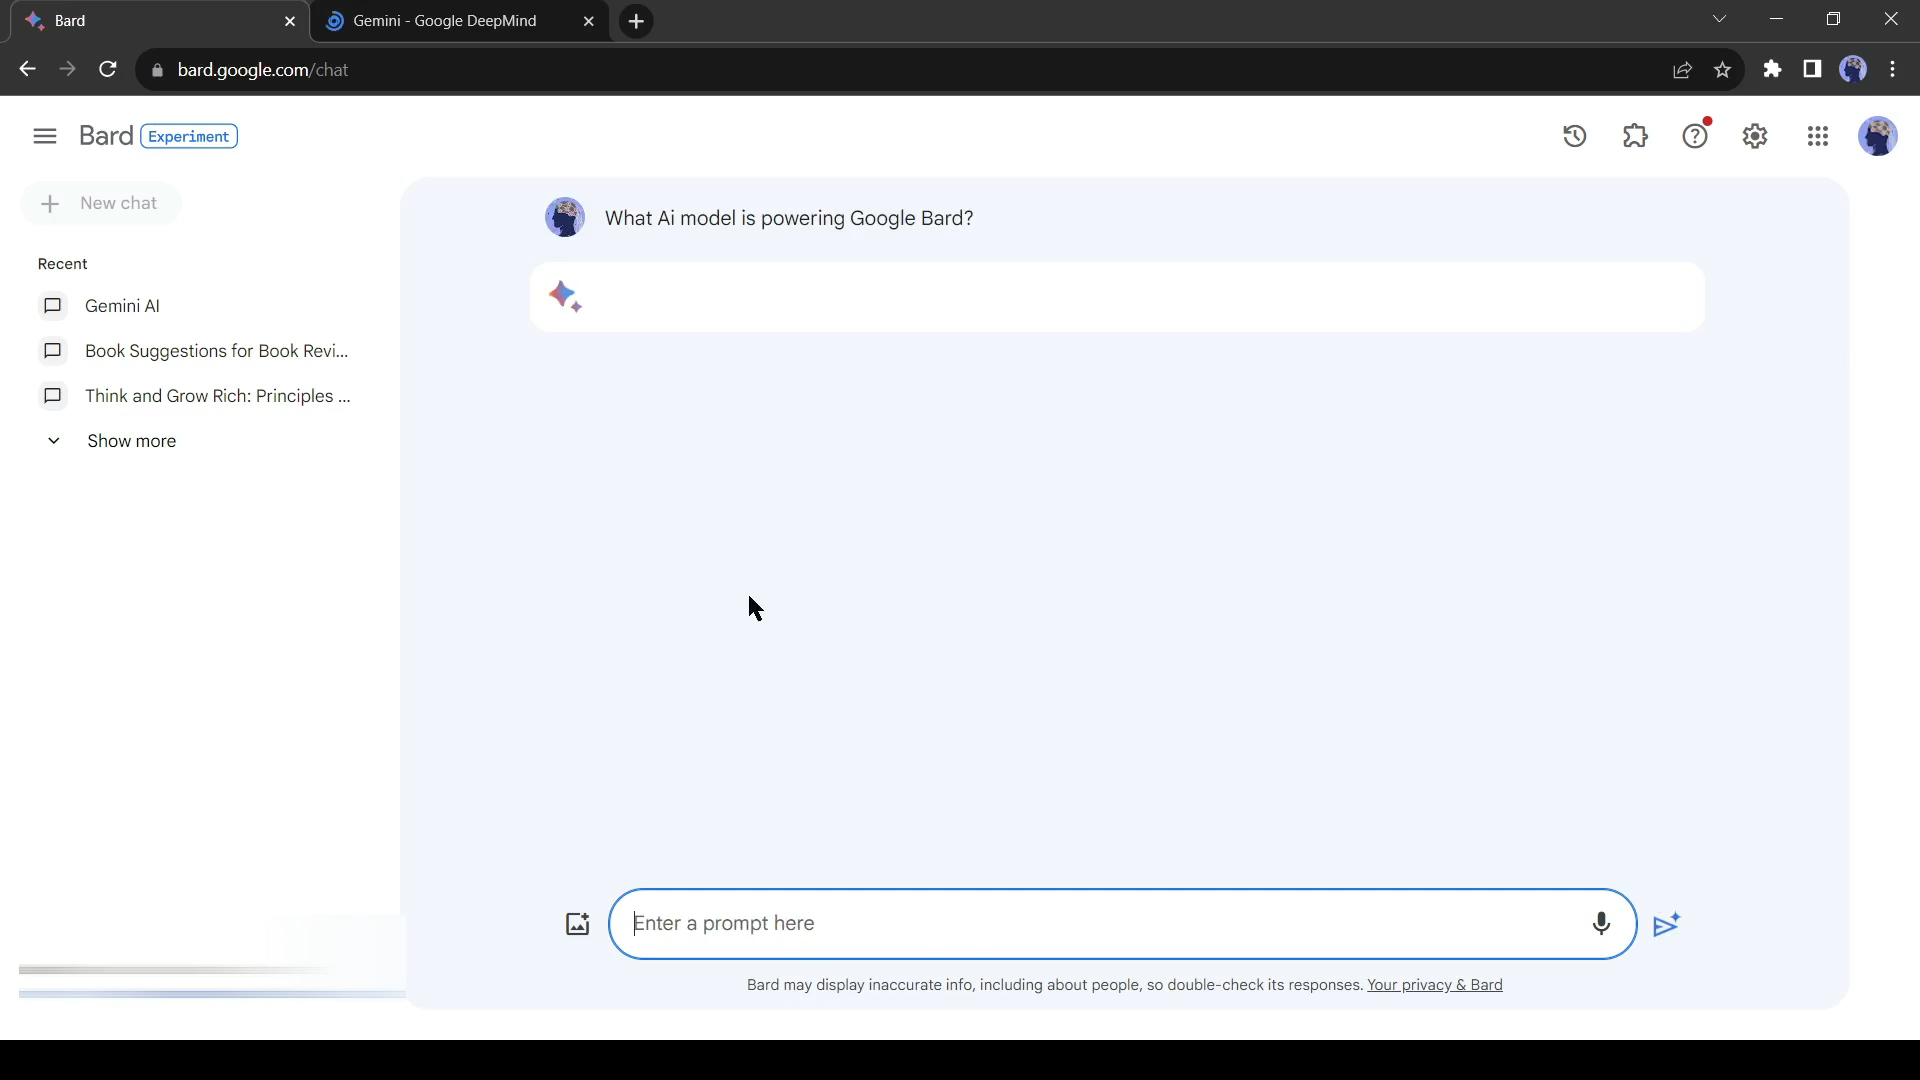 Bard
Gemini - Google DeepMind
bard.google.com/chat
Bard Experiment
New chat
Recent
Gemini AI
Book Suggestions for Book Revi...
Think and Grow Rich: Principles ...
Show more
What Ai model is powering Google Bard?
Enter a prompt here
Bard may display inaccurate info, including about people, so double-check its responses. Your privacy & Bard